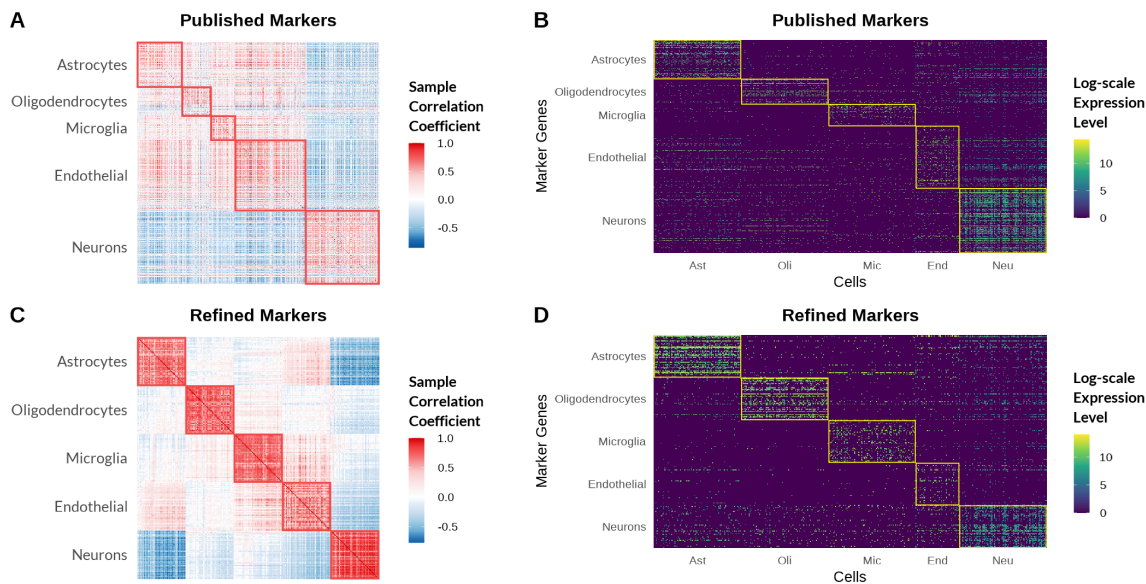 A
Published Markers
Astrocytes
Oligodendrocytes
Microglia
Endothelial
Neurons
Sample
Correlation
Coefficient
1.0
0.5
0.0
-0.5
B
Published Markers
Marker Genes
Astrocytes
Oligodendrocytes
Microglia
Endothelial
Neurons
Ast
Oli
Mic
End
Neu
Cells
Log-scale
Expression
Level
10
5
0
C
Refined Markers
Astrocytes
Oligodendrocytes
Microglia
Endothelial
Neurons
Sample
Correlation
Coefficient
1.0
0.5
0.0
-0.5
D
Refined Markers
Marker Genes
Astrocytes
Oligodendrocytes
Microglia
Endothelial
Neurons
Ast
Oli
Mic
End
Neu
Cells
Log-scale
Expression
Level
10
5
0